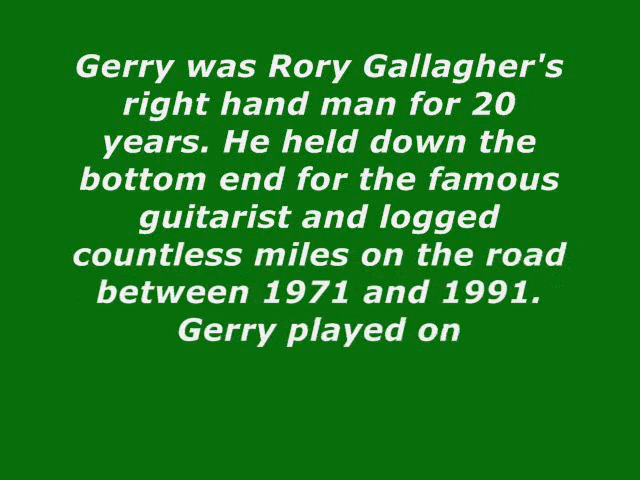 Gerry was Rory Gallagher's
right hand man for 20
years. He held down the
bottom end for the famous
guitarist and logged
countless miles on the road
between 1971 and 1991.
Gerry played on